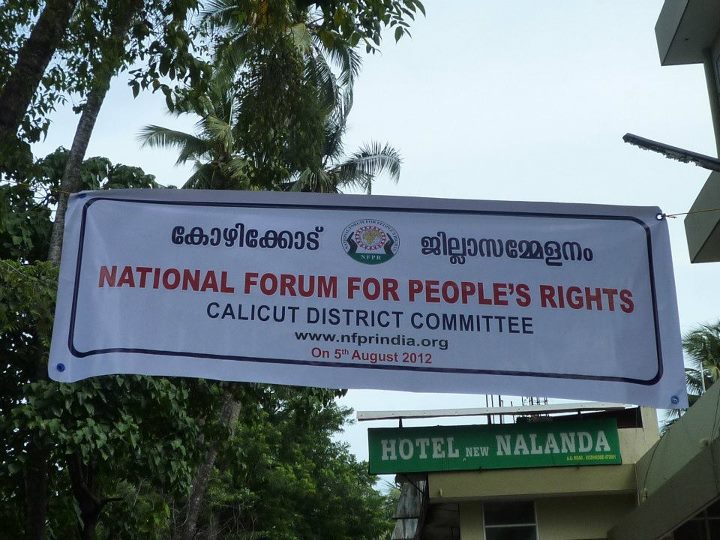 കോഴിക്കോട് NFPR ജില്ലാസമ്മേളനം
NATIONAL FORUM FOR PEOPLE'S RIGHTS
CALICUT DISTRICT COMMITTEE
www.nfprindia.org
On 5th August 2012
HOTEL NEW NALANDA